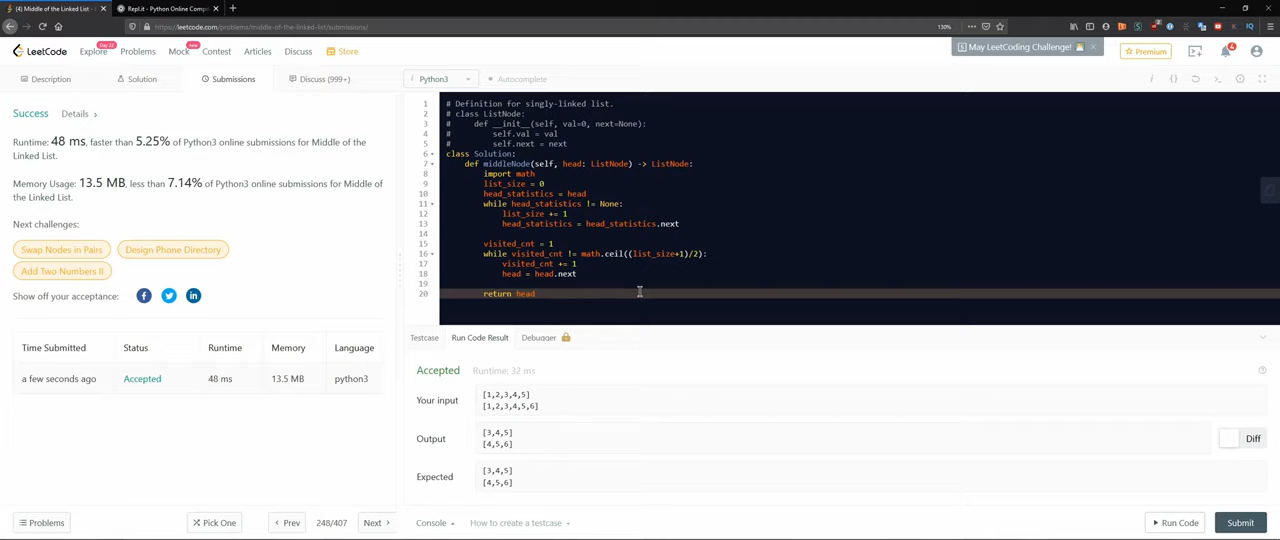 (4) Middle of the Linked List -
Repl.it - Python Online Compil
https://leetcode.com/problems/middle-of-the-linked-list/submissions/
130%
LeetCode
Explore
Problems
Mock
Contest
Articles
Discuss
Store
May LeetCoding Challenge!
Premium
Description
Solution
Submissions
Discuss (999+)
Python3
Autocomplete
Success
Details >
Runtime: 48 ms, faster than 5.25% of Python3 online submissions for Middle of the
Linked List.
Memory Usage: 13.5 MB, less than 7.14% of Python3 online submissions for Middle of
the Linked List.
Next challenges:
Swap Nodes in Pairs
Design Phone Directory
Add Two Numbers II
Show off your acceptance:
Time Submitted Status Runtime Memory Language
a few seconds ago Accepted 48 ms 13.5 MB python3
Problems
Pick One
< Prev
248/407
Next >
1 # Definition for singly-linked list.
2 # class ListNode:
3 #     def __init__(self, val=0, next=None):
4 #         self.val = val
5 #         self.next = next
6 class Solution:
7     def middleNode(self, head: ListNode) -> ListNode:
8         import math
9         list_size = 0
10         head_statistics = head
11         while head_statistics != None:
12             list_size += 1
13             head_statistics = head_statistics.next
14
15         visited_cnt = 1
16         while visited_cnt != math.ceil((list_size+1)/2):
17             visited_cnt += 1
18             head = head.next
19
20         return head
Testcase
Run Code Result
Debugger
Accepted
Runtime: 32 ms
Your input
[1,2,3,4,5]
[1,2,3,4,5,6]
Output
[3,4,5]
[4,5,6]
Diff
Expected
[3,4,5]
[4,5,6]
Console
How to create a testcase
Run Code
Submit